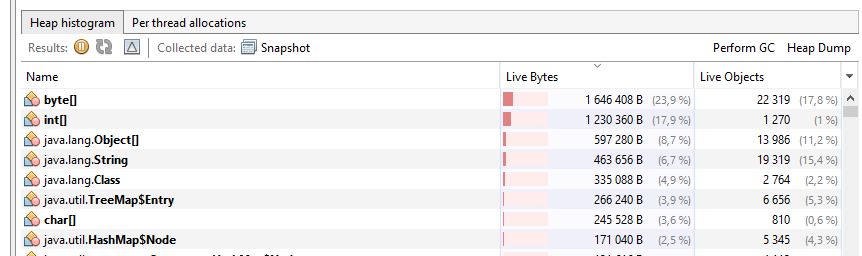 Heap histogram Per thread allocations
Results: Collected data: Snapshot Perform GC Heap Dump
Name Live Bytes Live Objects
byte[] 1 646 408 B (23,9 %) 22 319 (17,8 %)
int[] 1 230 360 B (17,9 %) 1 270 (1 %)
java.lang.Object[] 597 280 B (8,7 %) 13 986 (11,2 %)
java.lang.String 463 656 B (6,7 %) 19 319 (15,4 %)
java.lang.Class 335 088 B (4,9 %) 2 764 (2,2 %)
java.util.TreeMap$Entry 266 240 B (3,9 %) 6 656 (5,3 %)
char[] 245 528 B (3,6 %) 810 (0,6 %)
java.util.HashMap$Node 171 040 B (2,5 %) 5 345 (4,3 %)